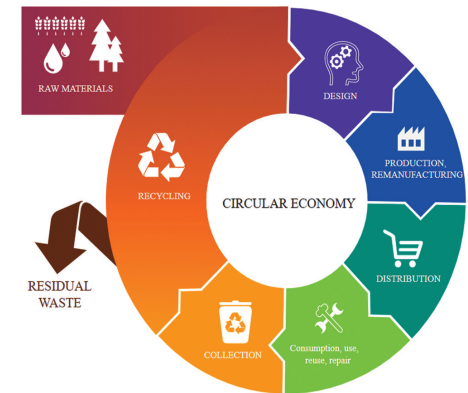 RAW MATERIALS
DESIGN
PRODUCTION,
REMANUFACTURING
RECYCLING
CIRCULAR ECONOMY
DISTRIBUTION
RESIDUAL
WASTE
COLLECTION
Consumption, use,
reuse, repair